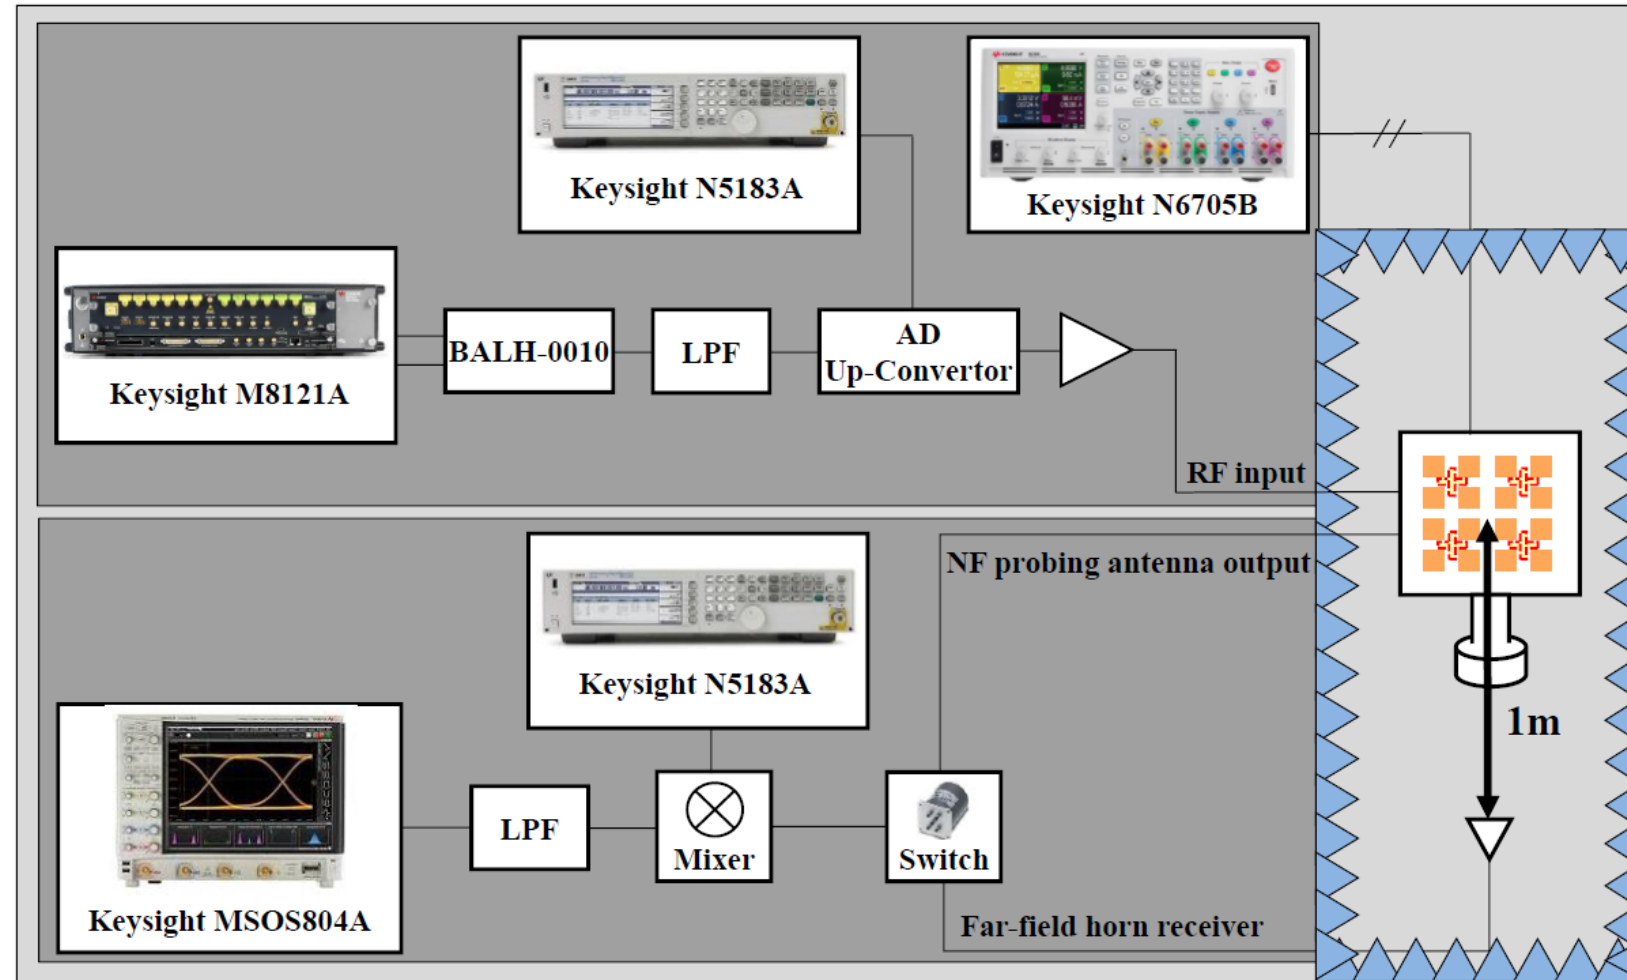 Keysight N5183A
Keysight N6705B
Keysight M8121A
BALH-0010
LPF
AD
Up-Convertor
RF input
NF probing antenna output
Keysight N5183A
1m
LPF
Mixer
Switch
Keysight MSOS804A
Far-field horn receiver